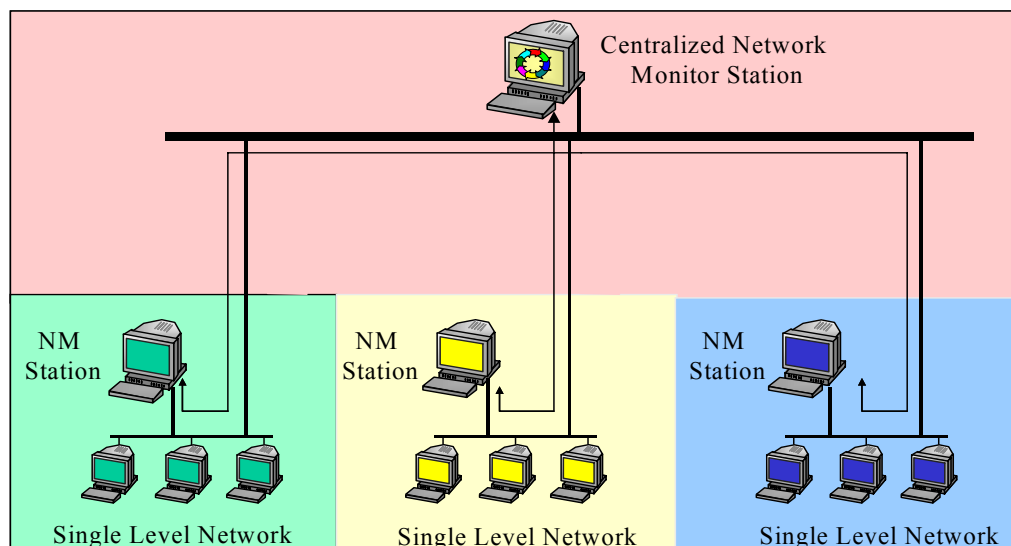 Centralized Network
Monitor Station
NM
Station
NM
Station
NM
Station
Single Level Network
Single Level Network
Single Level Network